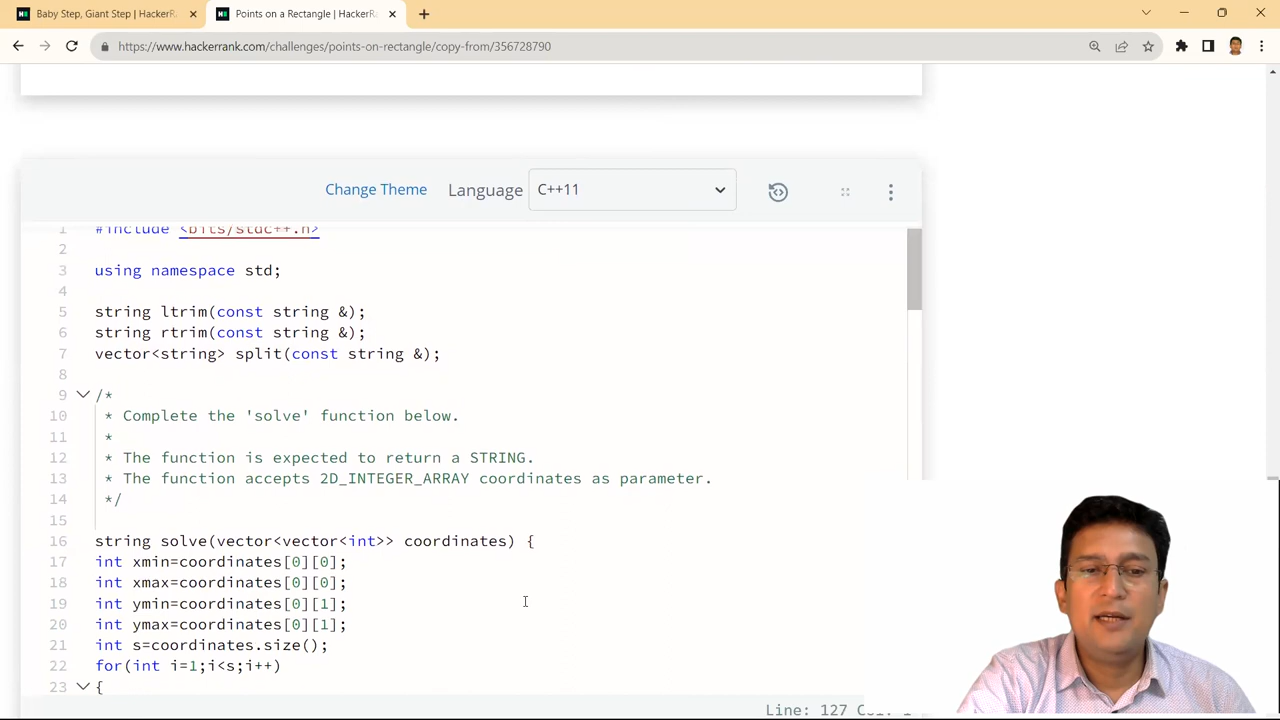 Baby Step, Giant Step | HackerRa
Points on a Rectangle | HackerRa
https://www.hackerrank.com/challenges/points-on-rectangle/copy-from/356728790
Change Theme Language C++11
1 #include <bits/stdc++.h>
2
3 using namespace std;
4
5 string ltrim(const string &);
6 string rtrim(const string &);
7 vector<string> split(const string &);
8
9 /*
10 * Complete the 'solve' function below.
11 *
12 * The function is expected to return a STRING.
13 * The function accepts 2D_INTEGER_ARRAY coordinates as parameter.
14 */
15
16 string solve(vector<vector<int>> coordinates) {
17 int xmin=coordinates[0][0];
18 int xmax=coordinates[0][0];
19 int ymin=coordinates[0][1];
20 int ymax=coordinates[0][1];
21 int s=coordinates.size();
22 for(int i=1;i<s;i++)
23 {
Line: 127 Col: 1